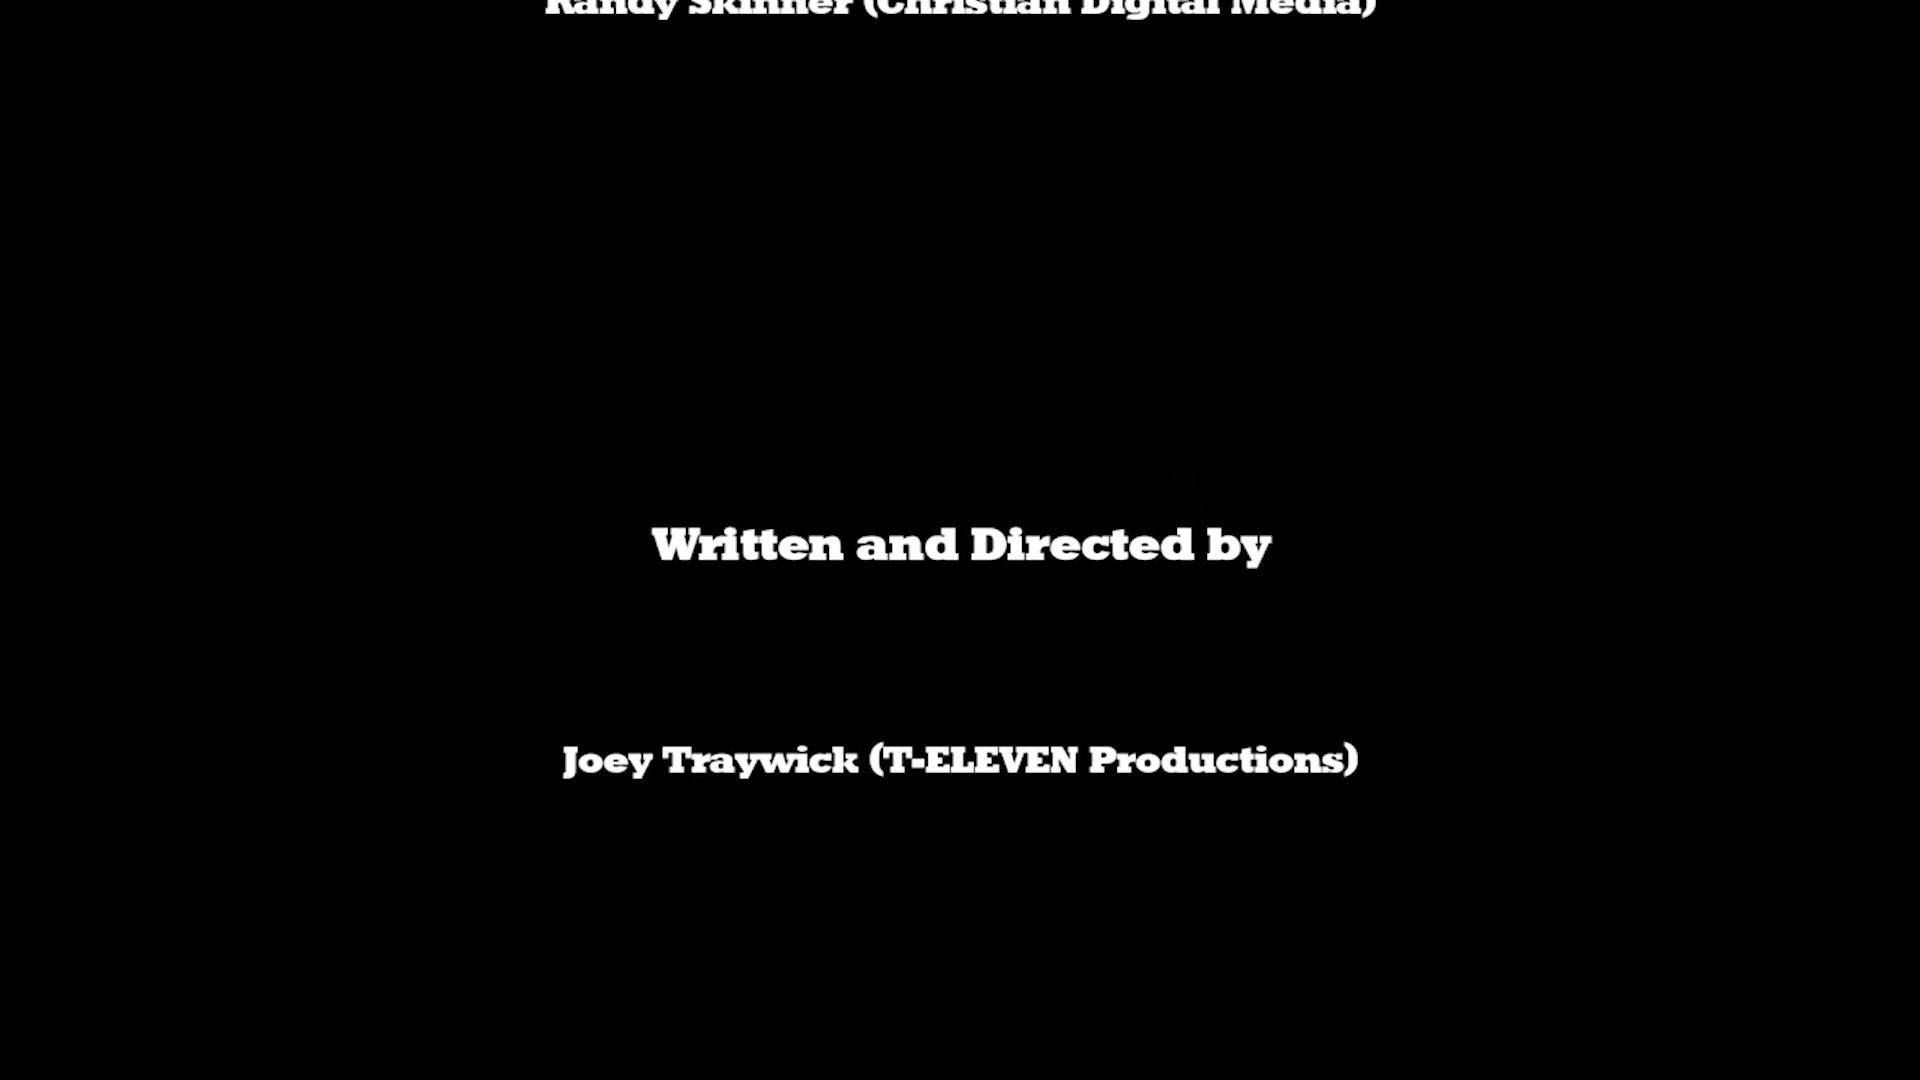 Randy Skinner (Christian Digital Media)
Written and Directed by
Joey Traywick (T-ELEVEN Productions)